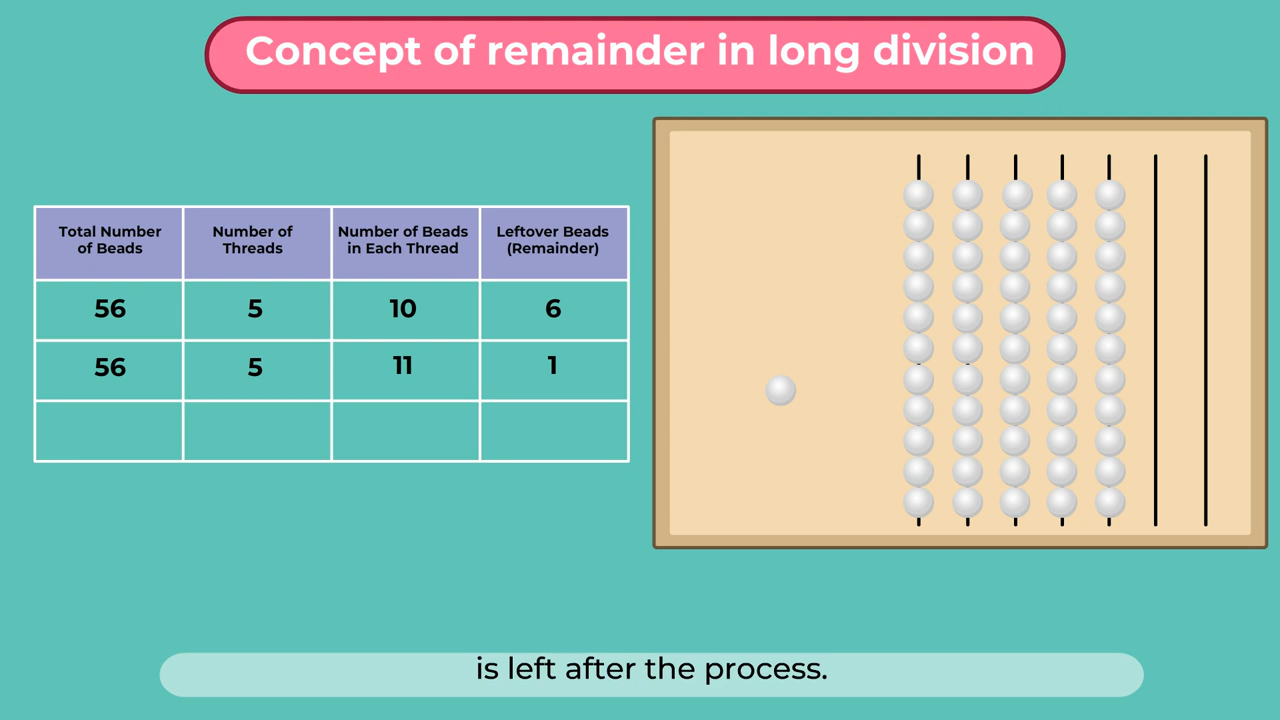 Concept of remainder in long division
Total Number
of Beads
Number of
Threads
Number of Beads
in Each Thread
Leftover Beads
(Remainder)
56 5 10 6
56 5 11 1
is left after the process.